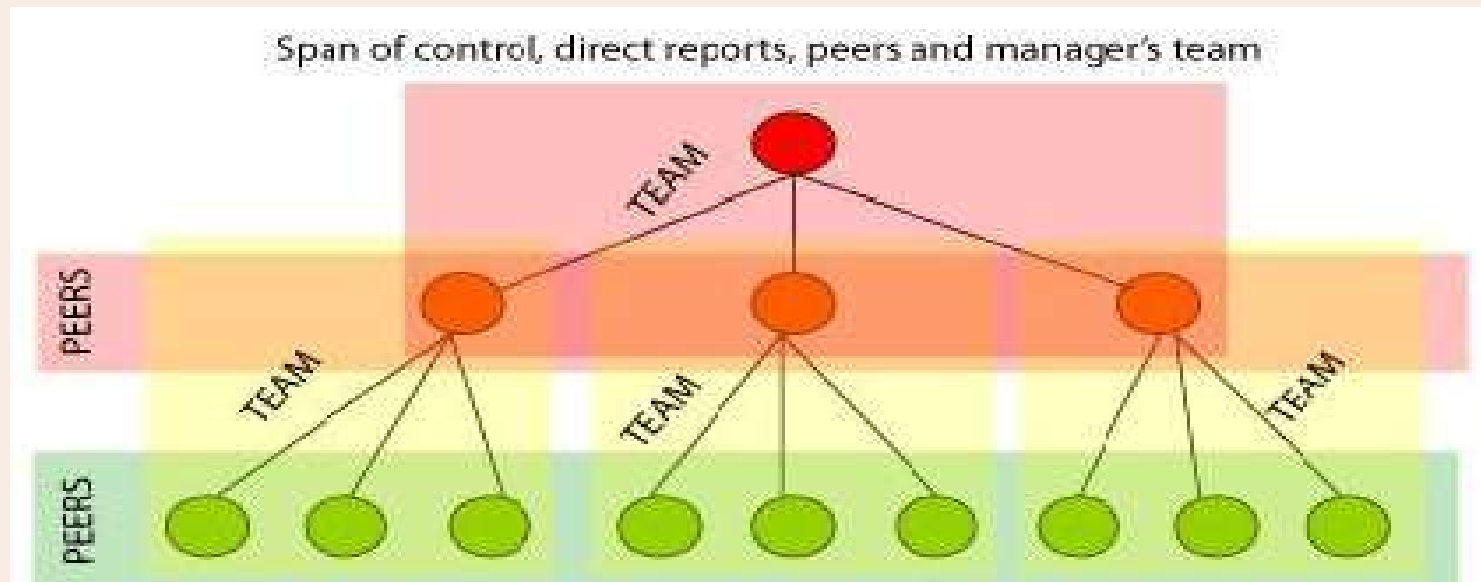 Span of control, direct reports, peers and manager's team
TEAM
PEERS
TEAM
TEAM
TEAM
PEERS